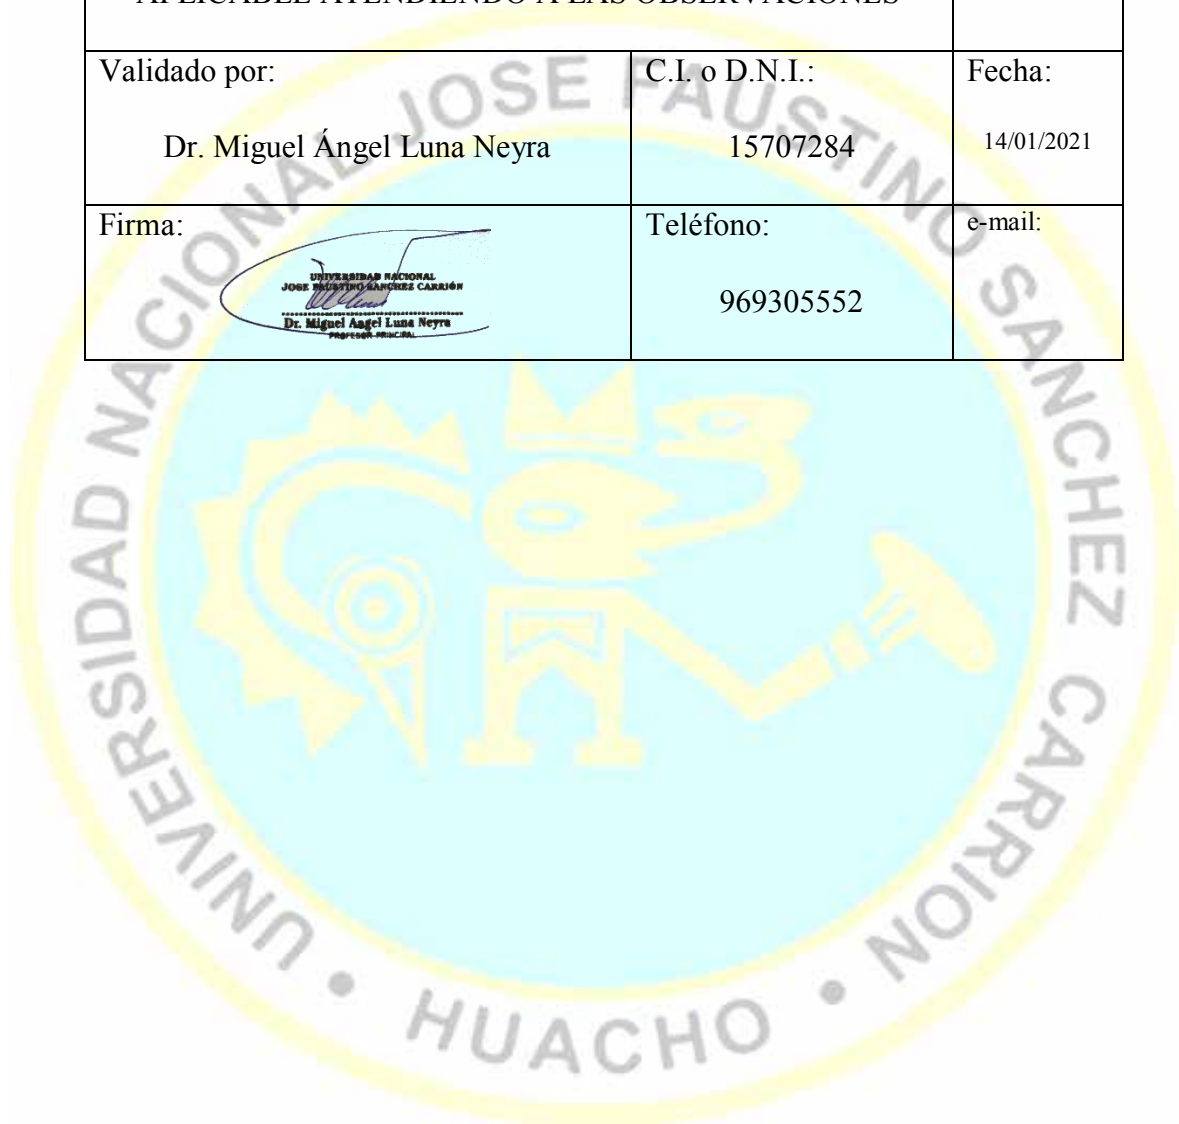 APLICABLE ATENDIENDO A LAS OBSERVACIONES
Validado por:
C.I. o D.N.I.:
Fecha:
Dr. Miguel Ángel Luna Neyra
15707284
14/01/2021
Firma:
Teléfono:
e-mail:
UNIVERSIDAD NACIONAL
JOSE FAUSTINO SANCHEZ CARRIÓN
Dr. Miguel Angel Luna Neyra
PROFESOR PRINCIPAL
969305552
UNIVERSIDAD NACIONAL JOSE FAUSTINO SANCHEZ CARRION
• HUACHO •